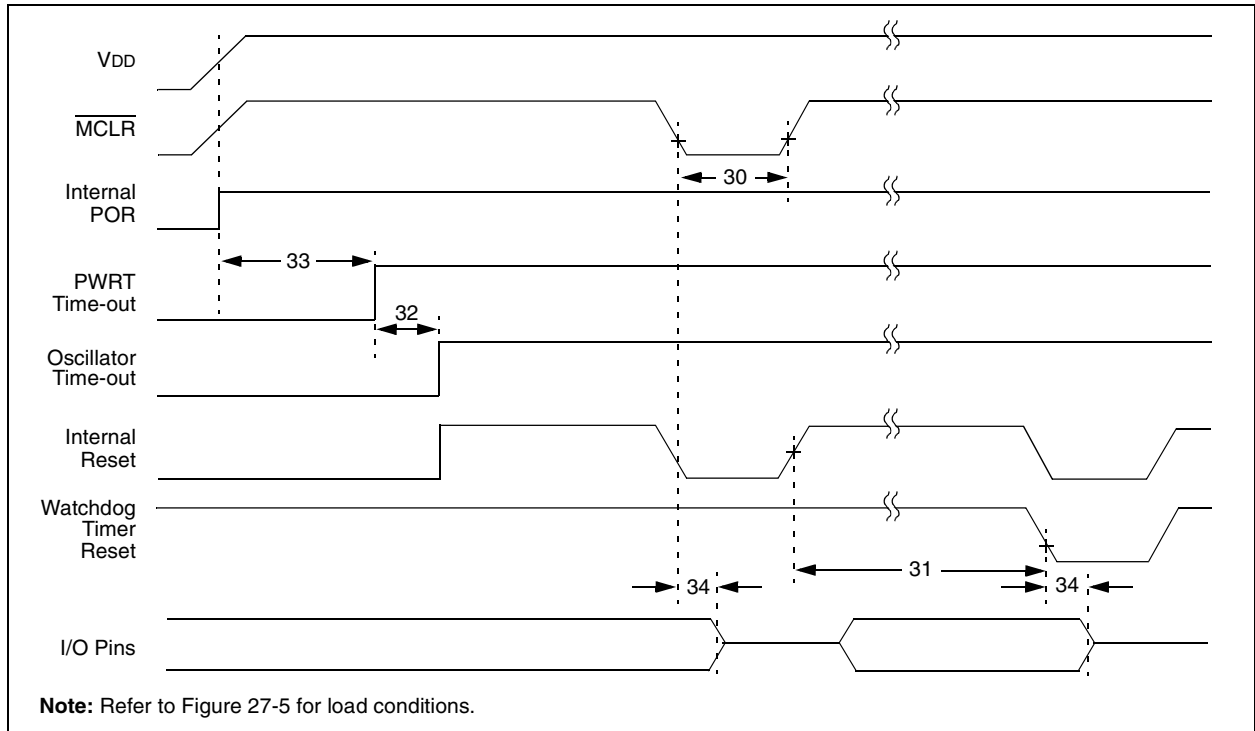 VDD
MCLR
30
Internal
POR
33
PWRT
Time-out
32
Oscillator
Time-out
Internal
Reset
Watchdog
Timer
Reset
31
34
34
I/O Pins
Note: Refer to Figure 27-5 for load conditions.